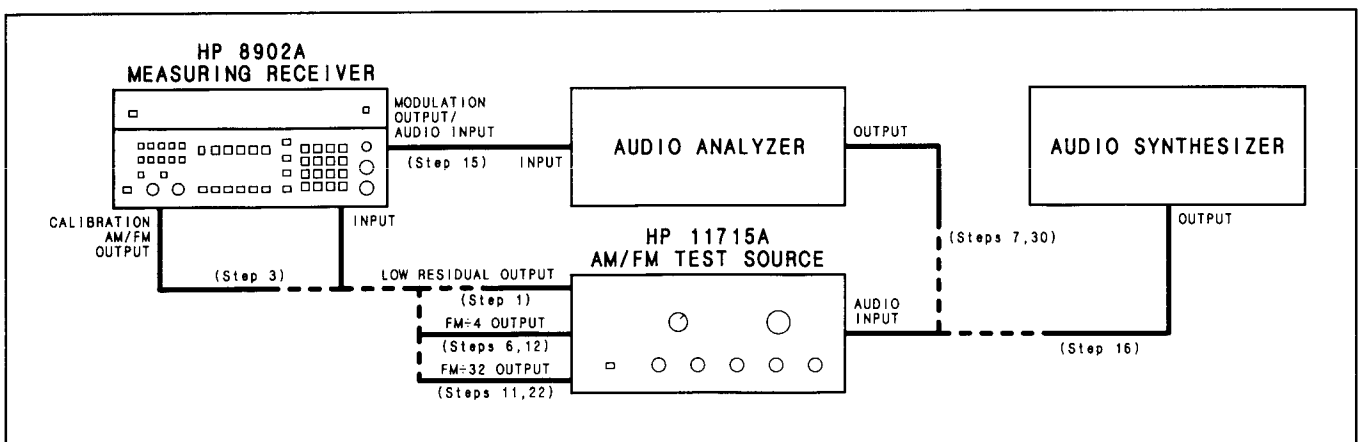 HP 8902A
MEASURING RECEIVER
MODULATION
OUTPUT/
AUDIO INPUT
(Step 15)
INPUT
AUDIO ANALYZER
OUTPUT
AUDIO SYNTHESIZER
OUTPUT
CALIBRATION
AM/FM
OUTPUT
INPUT
(Step 3)
HP 11715A
AM/FM TEST SOURCE
(Steps 7,30)
LOW RESIDUAL OUTPUT
(Step 1)
FM÷4 OUTPUT
(Steps 6,12)
FM÷32 OUTPUT
(Steps 11,22)
AUDIO
INPUT
(Step 16)